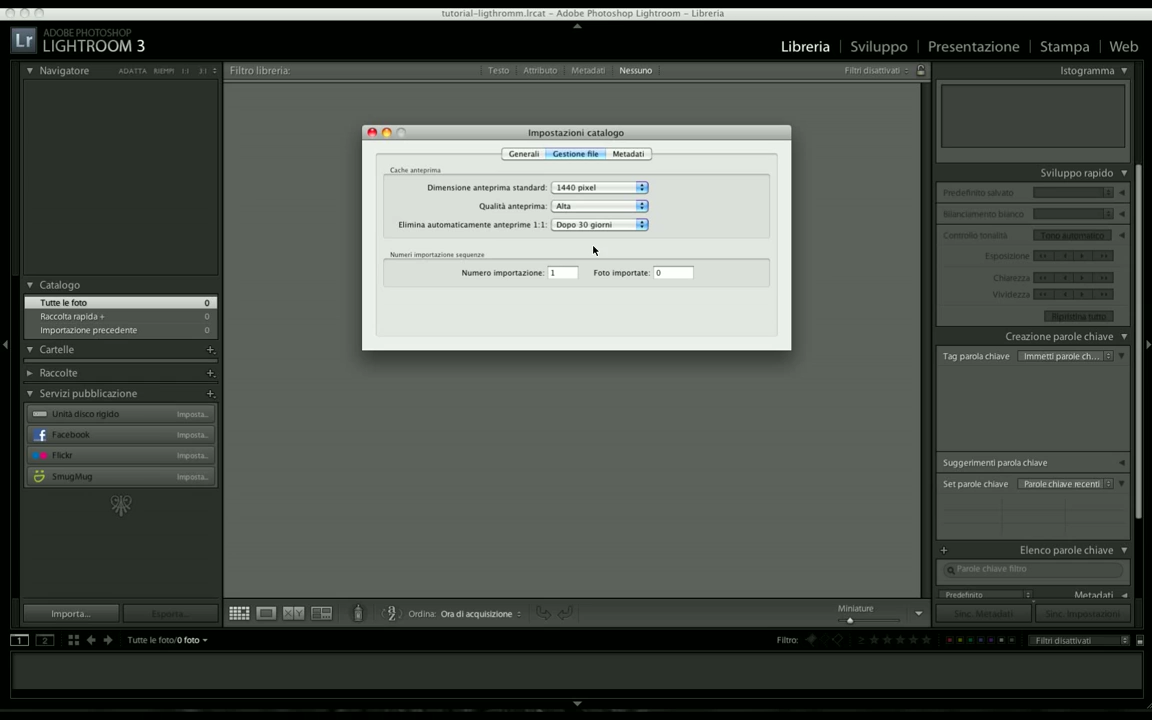 tutorial-ligthromm.lrcat - Adobe Photoshop Lightroom - Libreria
Lr
ADOBE PHOTOSHOP
LIGHTROOM 3
Libreria | Sviluppo | Presentazione | Stampa | Web
Navigatore ADATTA RIEMPI 1:1 3:1
Filtro libreria: Testo Attributo Metadati Nessuno Filtri disattivati
Istogramma
Impostazioni catalogo
Generali Gestione file Metadati
Cache anteprima
Dimensione anteprima standard: 1440 pixel
Qualità anteprima: Alta
Elimina automaticamente anteprime 1:1: Dopo 30 giorni
Numeri importazione sequenze
Numero importazione: 1 Foto importate: 0
Catalogo
Tutte le foto 0
Raccolta rapida + 0
Importazione precedente 0
Cartelle
Raccolte
Servizi pubblicazione
Unità disco rigido Imposta...
Facebook Imposta...
Flickr Imposta...
SmugMug Imposta...
Importa... Esporta...
Sviluppo rapido
Predefinito salvato
Bilanciamento bianco
Controllo tonalità Tono automatico
Esposizione
Chiarezza
Vividezza
Ripristina tutto
Creazione parole chiave
Tag parola chiave Immetti parole ch...
Suggerimenti parola chiave
Set parole chiave Parole chiave recenti
Elenco parole chiave
Parole chiave filtro
Predefinito Metadati
Sinc. Metadati Sinc. Impostazioni
XY Ordina: Ora di acquisizione Miniature
1 2 Tutte le foto/0 foto Filtro: Filtri disattivati